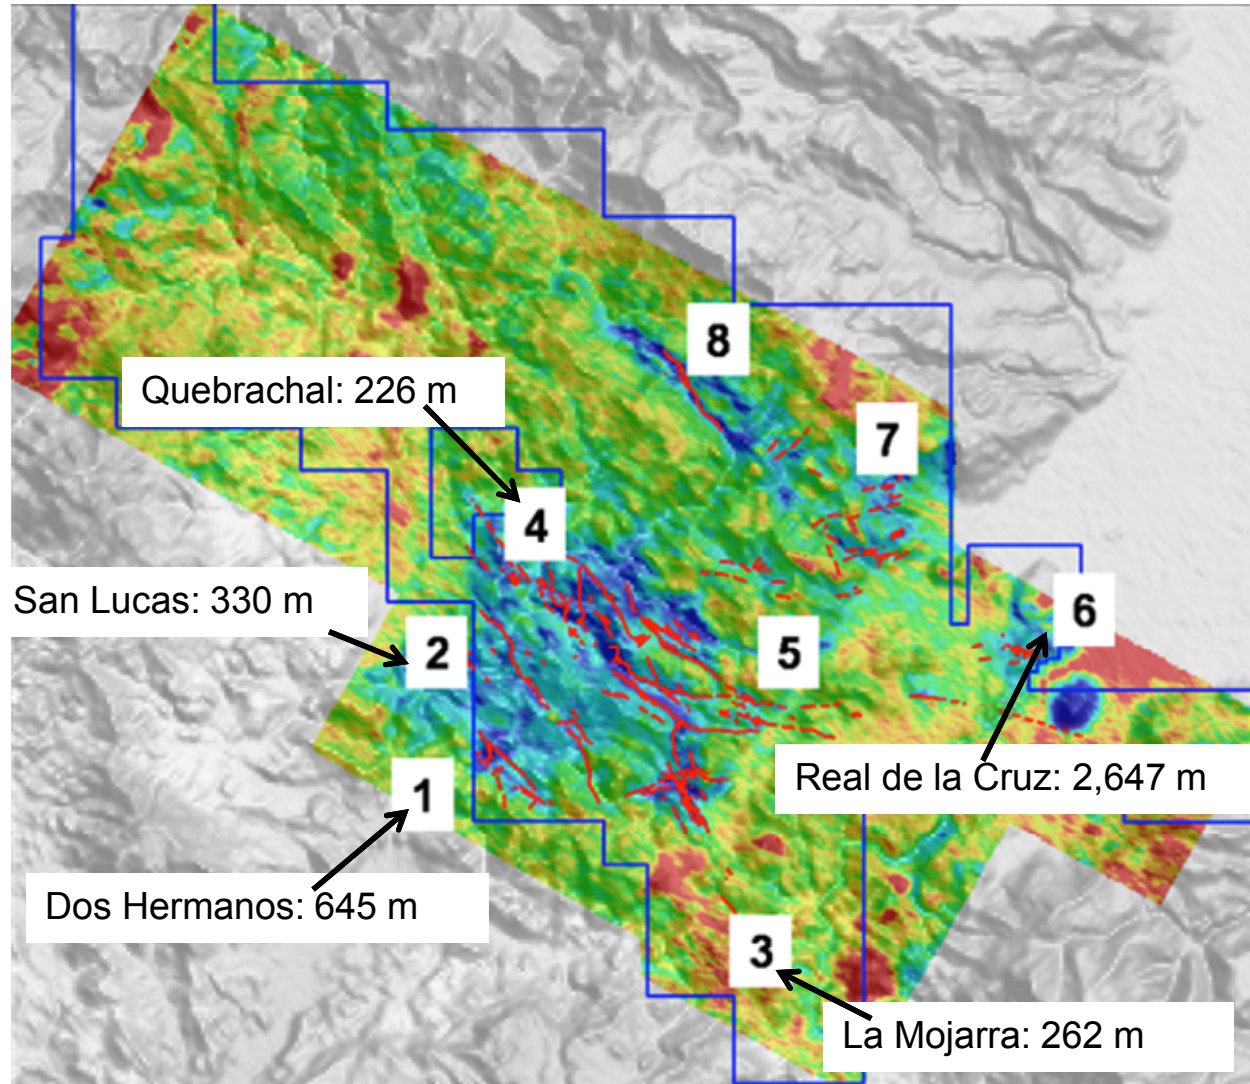 8
Quebrachal: 226 m
7
4
San Lucas: 330 m
6
2
5
Real de la Cruz: 2,647 m
1
Dos Hermanos: 645 m
3
La Mojarra: 262 m